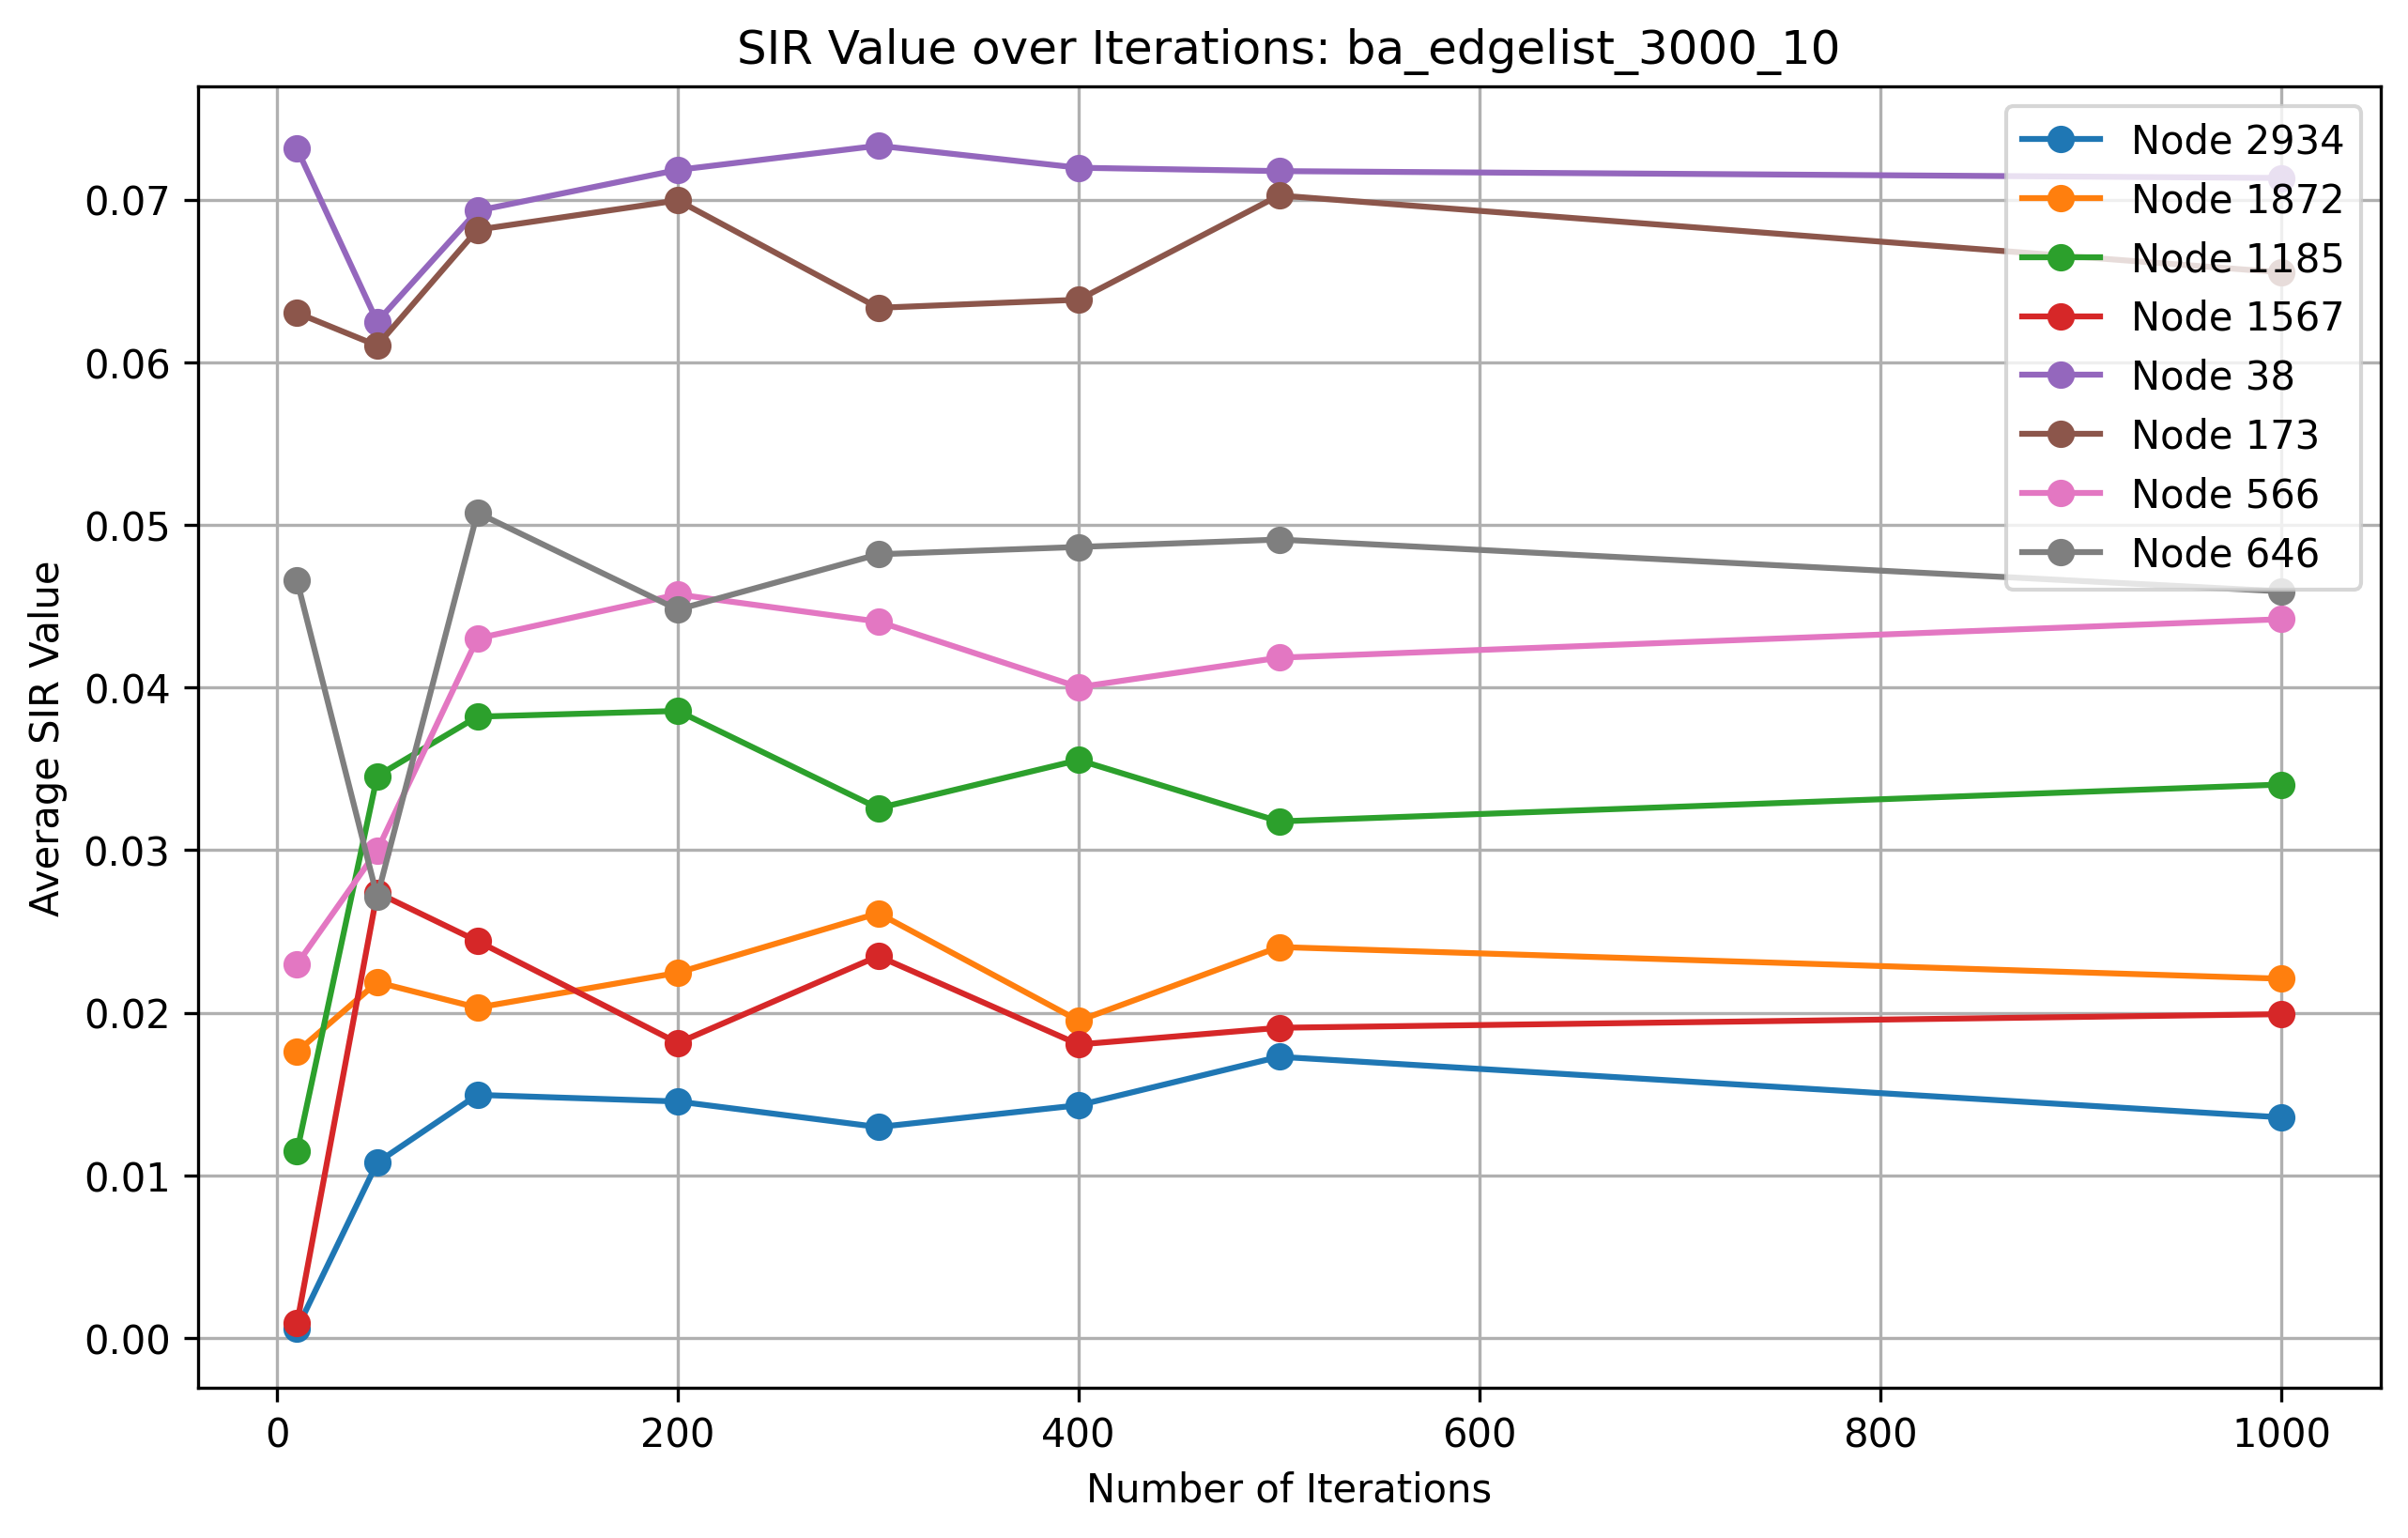 SIR Value over Iterations: ba_edgelist_3000_10
Average SIR Value
0.07
0.06
0.05
0.04
0.03
0.02
0.01
0.00
Node 2934
Node 1872
Node 1185
Node 1567
Node 38
Node 173
Node 566
Node 646
0 200 400 600 800 1000
Number of Iterations